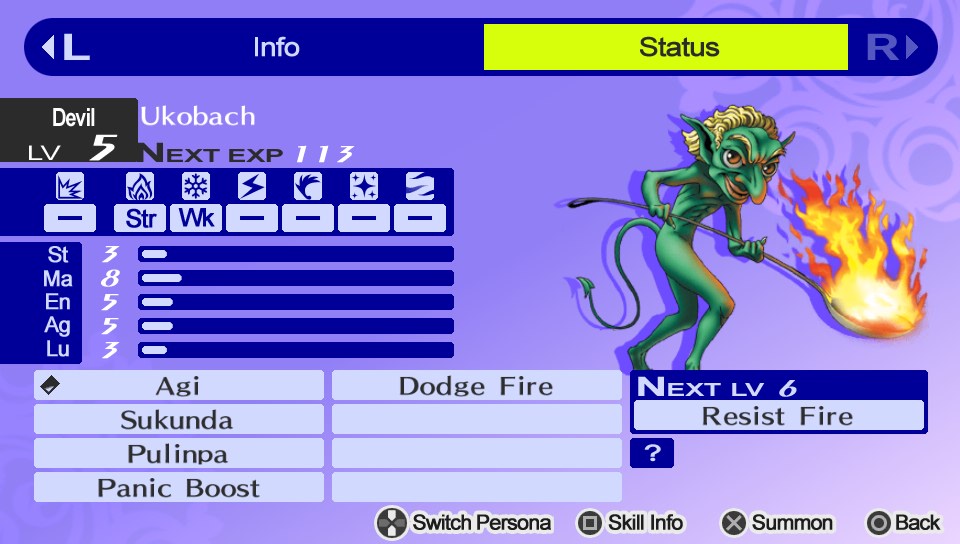 L Info Status R
Devil Ukobach
LV 5 NEXT EXP 113
— Str Wk — — — —
St 3
Ma 8
En 5
Ag 5
Lu 3
Agi Dodge Fire NEXT LV 6
Sukunda Resist Fire
Pulinpa ?
Panic Boost
Switch Persona Skill Info Summon Back